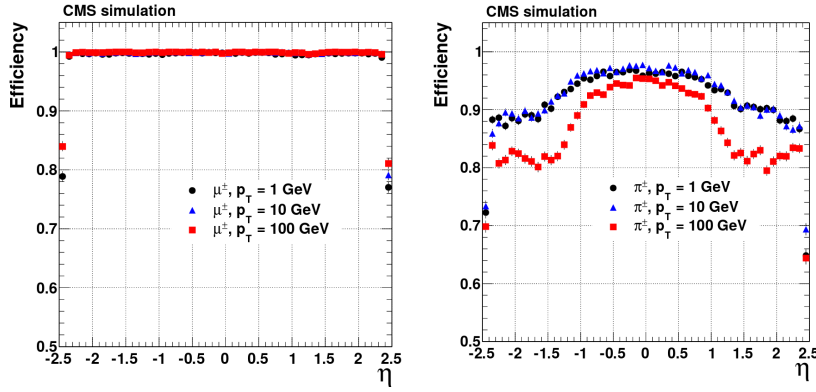 CMS simulation
Efficiency
1
0.9
0.8
0.7
0.6
0.5
μ±, pT = 1 GeV
μ±, pT = 10 GeV
μ±, pT = 100 GeV
-2.5 -2 -1.5 -1 -0.5 0 0.5 1 1.5 2 2.5
η
CMS simulation
Efficiency
1
0.9
0.8
0.7
0.6
0.5
π±, pT = 1 GeV
π±, pT = 10 GeV
π±, pT = 100 GeV
-2.5 -2 -1.5 -1 -0.5 0 0.5 1 1.5 2 2.5
η